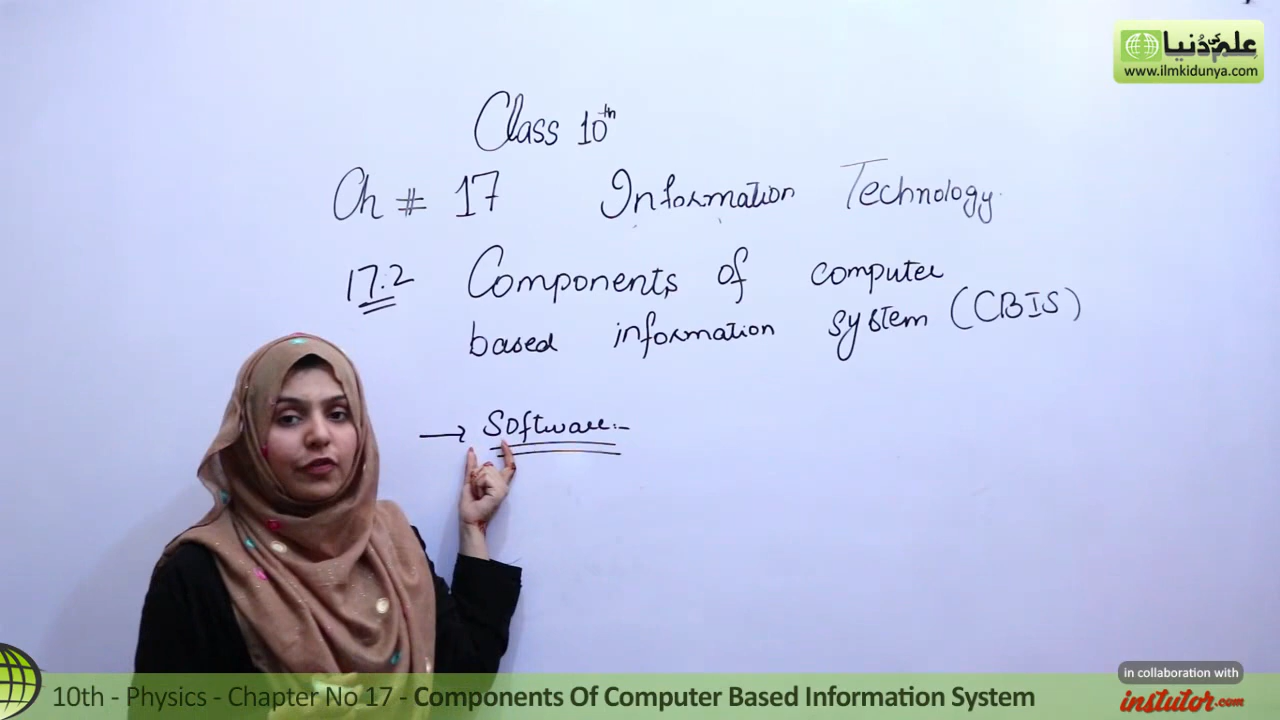 علم کی دُنیا
www.ilmkidunya.com
Class 10th
Ch # 17 Information Technology
17.2 Components of computer
based information system (CBIS)
→ Software:-
in collaboration with
instutor.com
10th - Physics - Chapter No 17 - Components Of Computer Based Information System